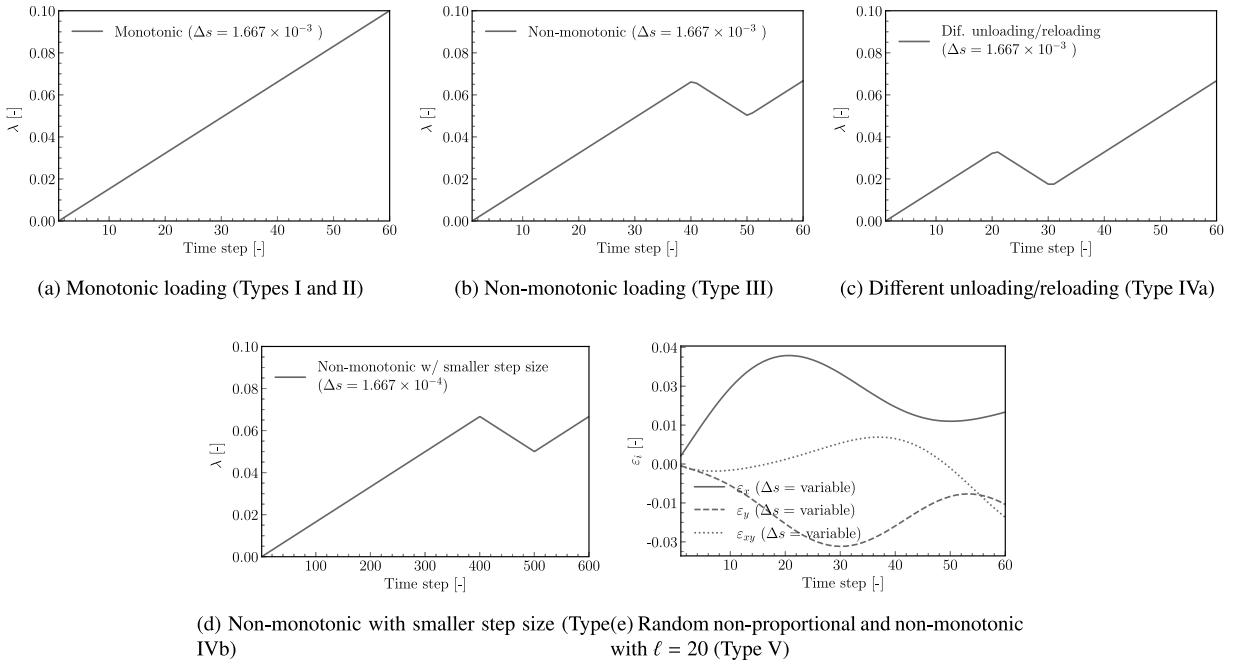 0.10
0.08
0.06
0.04
0.02
0.00
λ [-]
Monotonic (Δs = 1.667 × 10⁻³ )
10 20 30 40 50 60
Time step [-]
(a) Monotonic loading (Types I and II)
0.10
0.08
0.06
0.04
0.02
0.00
λ [-]
Non-monotonic (Δs = 1.667 × 10⁻³ )
10 20 30 40 50 60
Time step [-]
(b) Non-monotonic loading (Type III)
0.10
0.08
0.06
0.04
0.02
0.00
λ [-]
Dif. unloading/reloading
(Δs = 1.667 × 10⁻³ )
10 20 30 40 50 60
Time step [-]
(c) Different unloading/reloading (Type IVa)
0.10
0.08
0.06
0.04
0.02
0.00
λ [-]
Non-monotonic w/ smaller step size
(Δs = 1.667 × 10⁻⁴)
100 200 300 400 500 600
Time step [-]
(d) Non-monotonic with smaller step size (Type
IVb)
0.04
0.03
0.01
0.00
-0.01
-0.03
εᵢ [-]
εₓ (Δs = variable)
ε_y (Δs = variable)
ε_xy (Δs = variable)
10 20 30 40 50 60
Time step [-]
(e) Random non-proportional and non-monotonic
with ℓ = 20 (Type V)